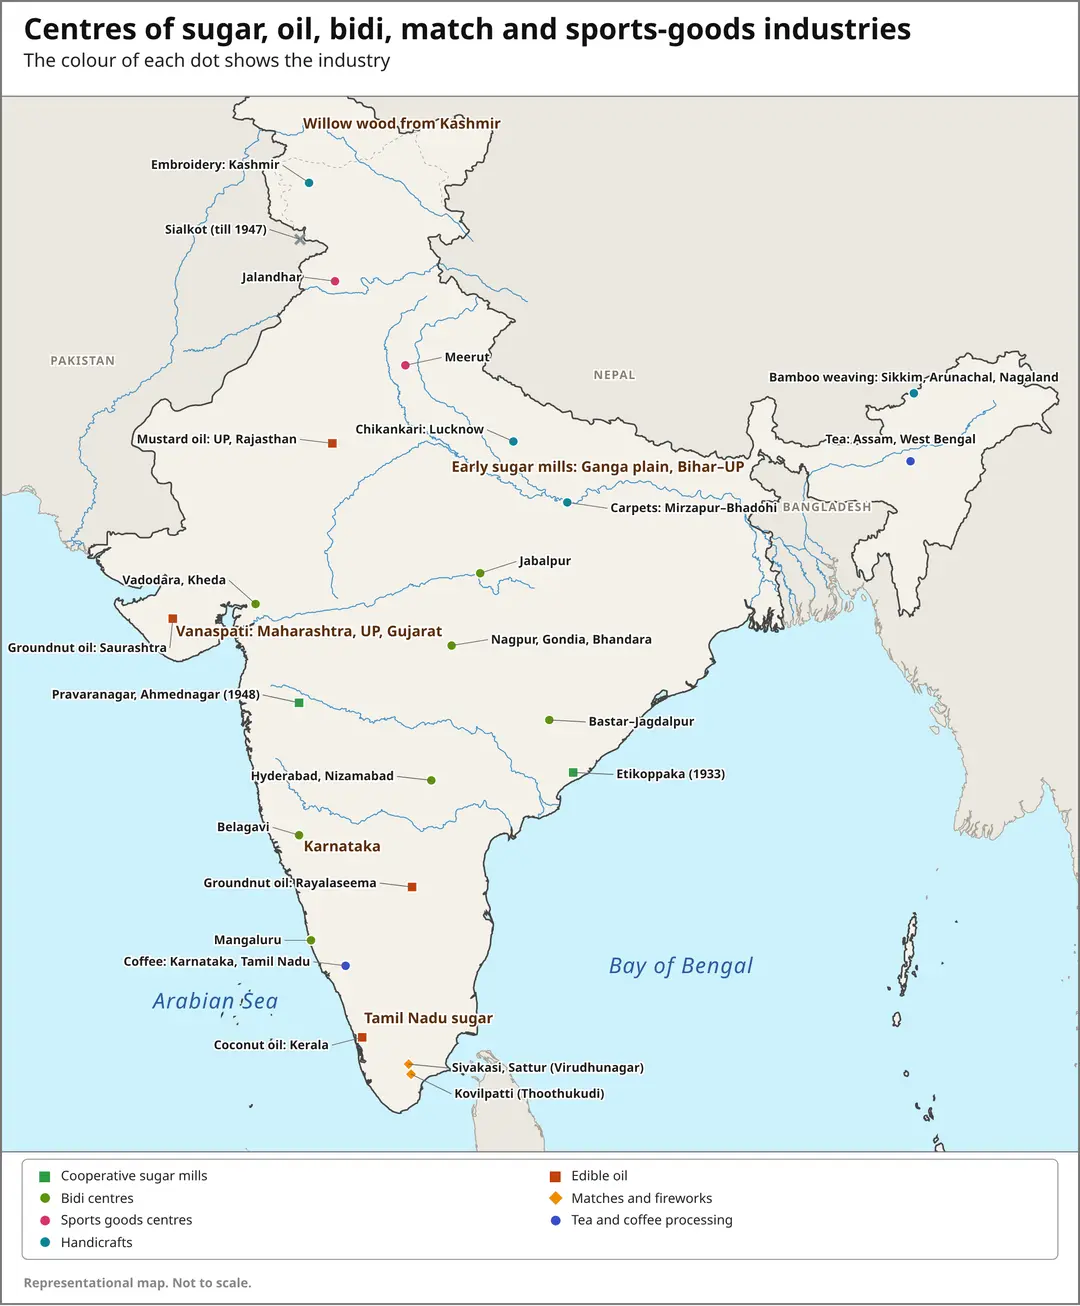 Centres of sugar, oil, bidi, match and sports-goods industries
The colour of each dot shows the industry
Willow wood from Kashmir
Embroidery: Kashmir
Sialkot (till 1947)
Jalandhar
PAKISTAN
Meerut
NEPAL
Bamboo weaving: Sikkim, Arunachal, Nagaland
Chikankari: Lucknow
Mustard oil: UP, Rajasthan
Tea: Assam, West Bengal
Early sugar mills: Ganga plain, Bihar–UP
Carpets: Mirzapur–Bhadohi
BANGLADESH
Jabalpur
Vadodara, Kheda
Vanaspati: Maharashtra, UP, Gujarat
Nagpur, Gondia, Bhandara
Groundnut oil: Saurashtra
Pravaranagar, Ahmednagar (1948)
Bastar–Jagdalpur
Etikoppaka (1933)
Hyderabad, Nizamabad
Belagavi
Karnataka
Groundnut oil: Rayalaseema
Mangaluru
Coffee: Karnataka, Tamil Nadu
Bay of Bengal
Arabian Sea
Tamil Nadu sugar
Coconut oil: Kerala
Sivakasi, Sattur (Virudhunagar)
Kovilpatti (Thoothukudi)
Cooperative sugar mills
Bidi centres
Sports goods centres
Handicrafts
Edible oil
Matches and fireworks
Tea and coffee processing
Representational map. Not to scale.